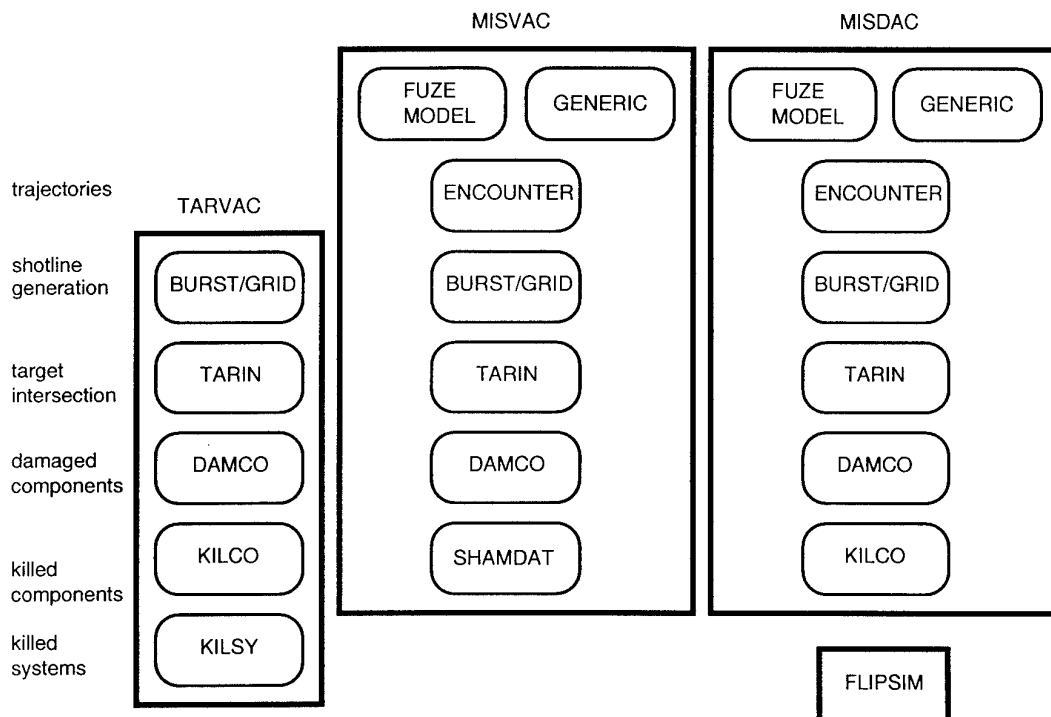 MISVAC
MISDAC
FUZE
MODEL
GENERIC
FUZE
MODEL
GENERIC
trajectories
TARVAC
ENCOUNTER
ENCOUNTER
shotline
generation
BURST/GRID
BURST/GRID
BURST/GRID
target
intersection
TARIN
TARIN
TARIN
damaged
components
DAMCO
DAMCO
DAMCO
killed
components
KILCO
SHAMDAT
KILCO
killed
systems
KILSY
FLIPSIM